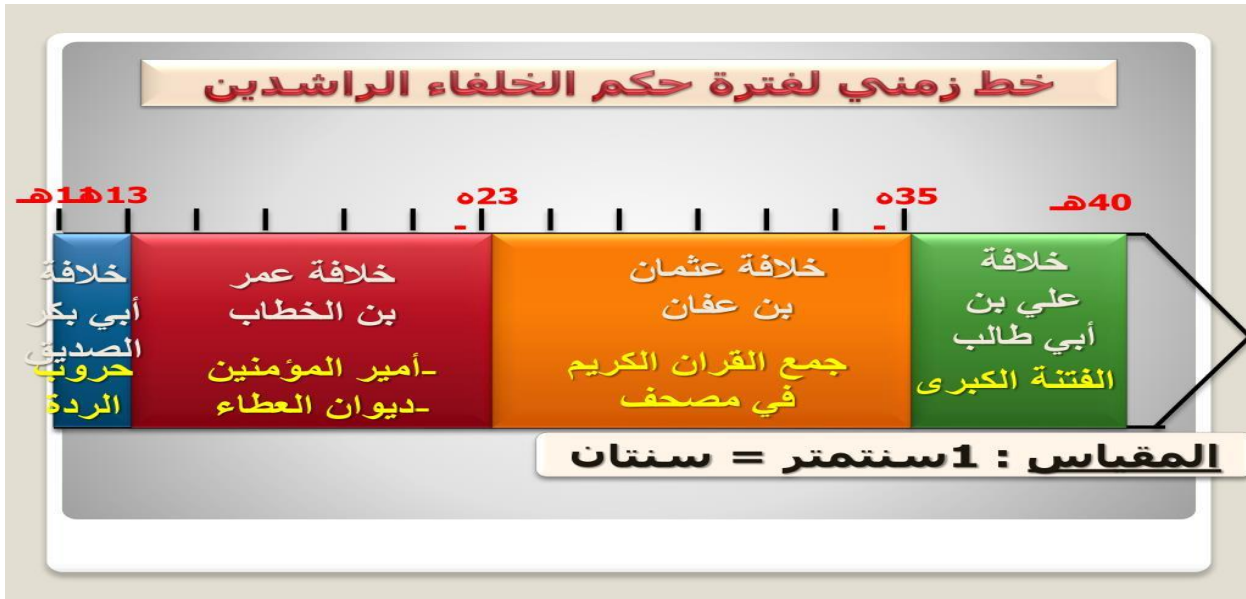 خط زمني لفترة حكم الخلفاء الراشدين
11هـ
13هـ
23هـ
35هـ
40هـ
خلافة
أبي بكر
الصديق
حروب
الردة
خلافة عمر
بن الخطاب
-أمير المؤمنين
-ديوان العطاء
خلافة عثمان
بن عفان
جمع القران الكريم
في مصحف
خلافة
علي بن
أبي طالب
الفتنة الكبرى
المقياس : 1سنتمتر = سنتان